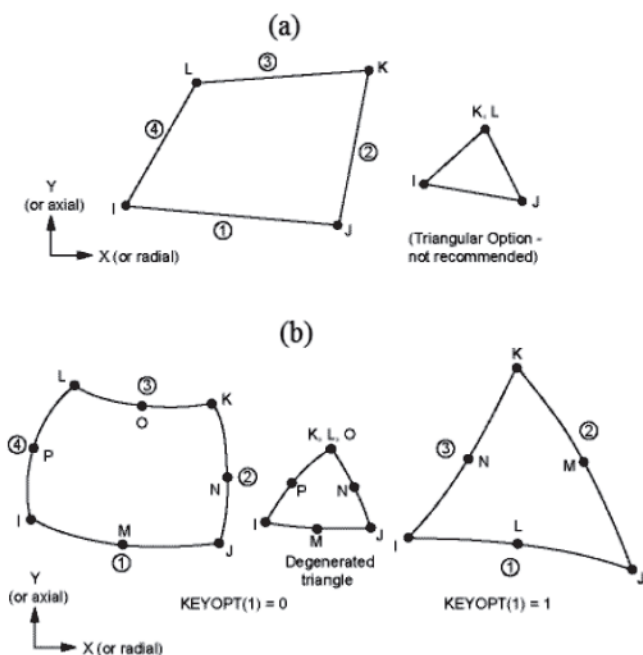 (a)
L
③
K
④
②
K, L
I
J
Y
(or axial)
I
①
J
X (or radial)
(Triangular Option -
not recommended)
(b)
L
③
O
K
④
P
N
②
I
M
①
J
K, L, O
P
N
I
M
J
Degenerated
triangle
K
③
N
②
M
I
L
①
J
Y
(or axial)
KEYOPT(1) = 0
KEYOPT(1) = 1
X (or radial)